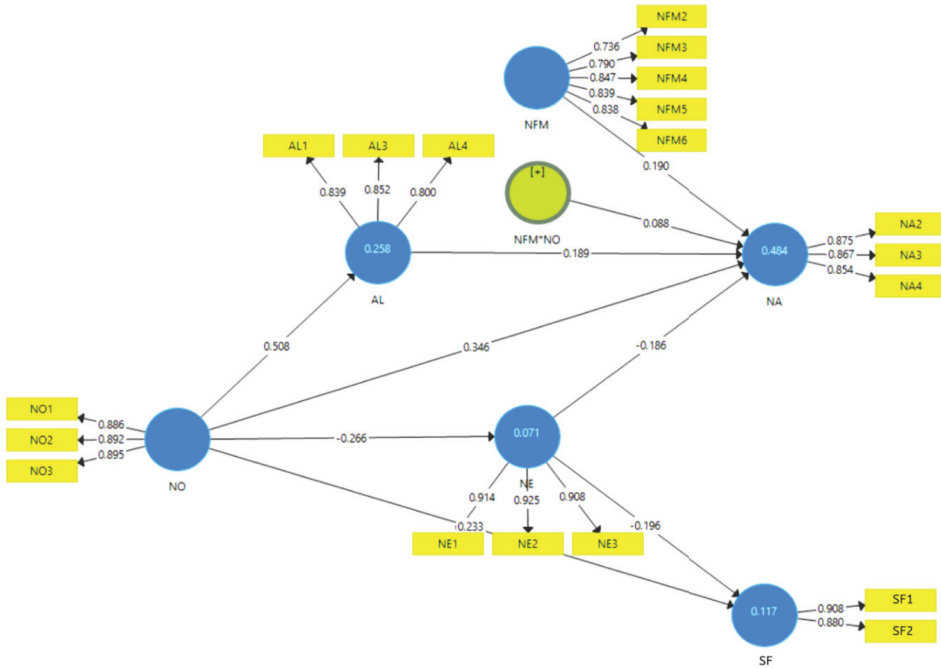 NFM2
0.736
NFM3
0.790
NFM4
0.847
0.839
NFM5
0.838
NFM
NFM6
AL1
AL3
AL4
[+]
0.190
0.839
0.852
0.800
NFM*NO
0.088
NA2
0.875
0.258
0.189
0.484
0.867
NA3
0.854
AL
NA
NA4
0.508
0.346
-0.186
NO1
0.886
NO2
0.892
-0.266
0.071
0.895
NO3
NO
NE
0.914
0.925
0.908
0.233
-0.196
NE1
NE2
NE3
SF1
0.117
0.908
0.880
SF2
SF